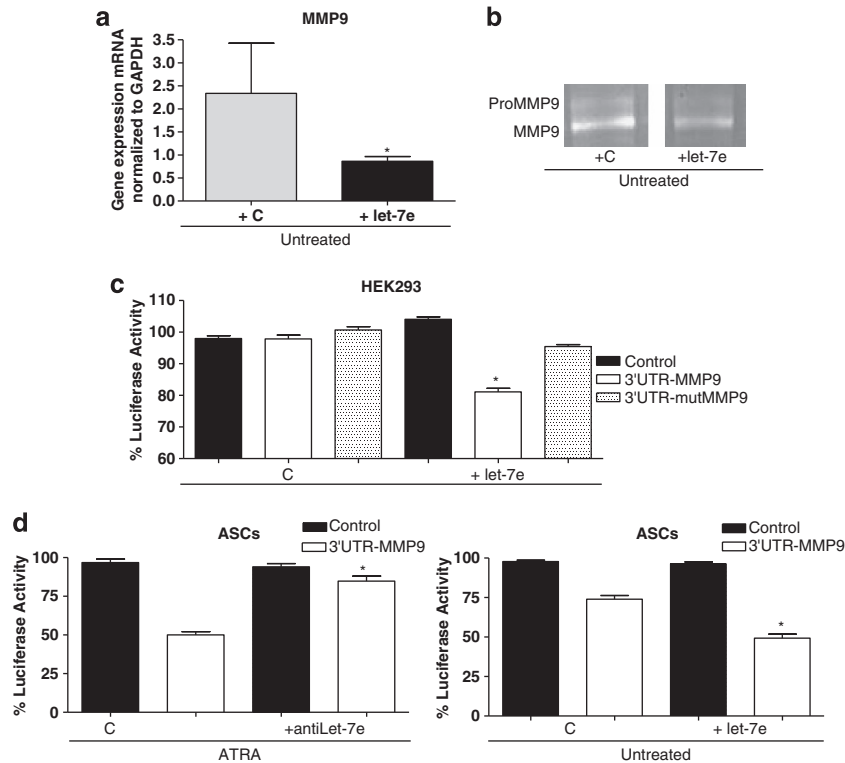 a
MMP9
Gene expression mRNA
normalized to GAPDH
3.5
3.0
2.5
2.0
1.5
1.0
0.5
0.0
*
+ C
+ let-7e
Untreated
b
ProMMP9
MMP9
+C
+let-7e
Untreated
c
HEK293
% Luciferase Activity
110
100
90
80
70
60
*
Control
3'UTR-MMP9
3'UTR-mutMMP9
C
+ let-7e
d
ASCs
Control
3'UTR-MMP9
% Luciferase Activity
100
75
50
25
0
*
C
+antiLet-7e
ATRA
ASCs
Control
3'UTR-MMP9
% Luciferase Activity
100
75
50
25
0
*
C
+ let-7e
Untreated